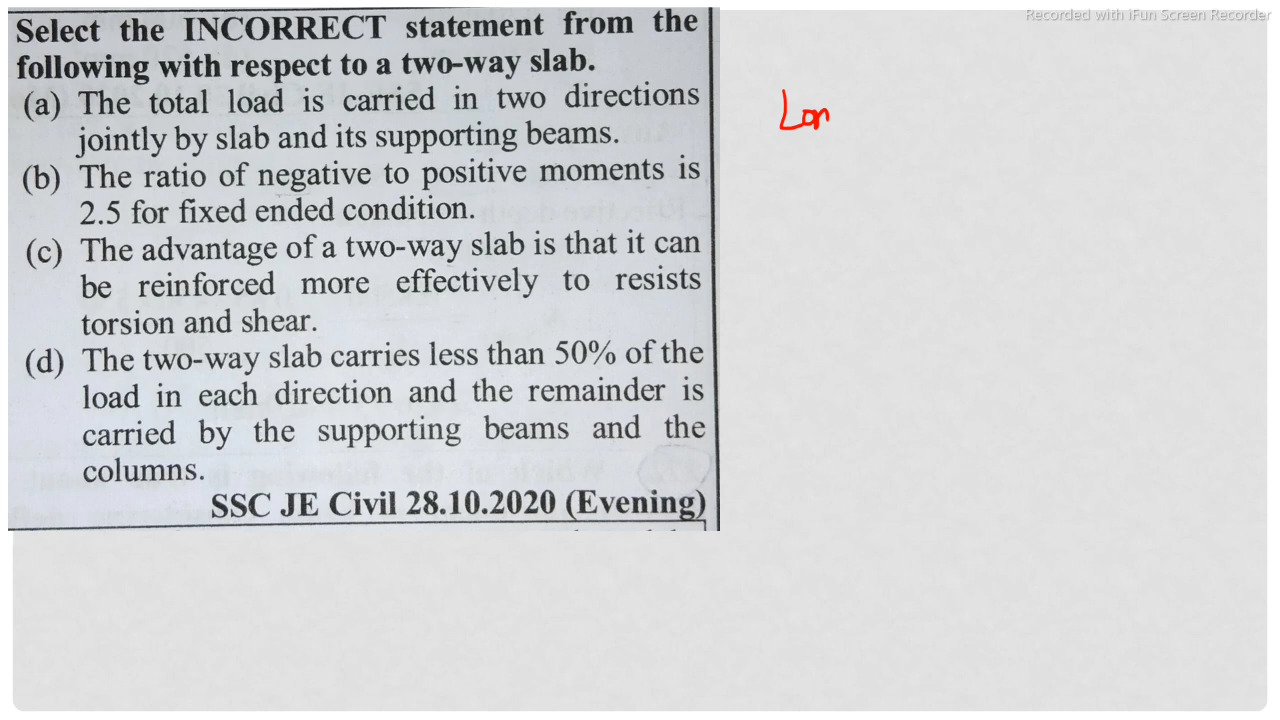 Recorded with iFun Screen Recorder
Select the INCORRECT statement from the
following with respect to a two-way slab.
(a) The total load is carried in two directions
jointly by slab and its supporting beams.
(b) The ratio of negative to positive moments is
2.5 for fixed ended condition.
(c) The advantage of a two-way slab is that it can
be reinforced more effectively to resists
torsion and shear.
(d) The two-way slab carries less than 50% of the
load in each direction and the remainder is
carried by the supporting beams and the
columns.
SSC JE Civil 28.10.2020 (Evening)
Lon